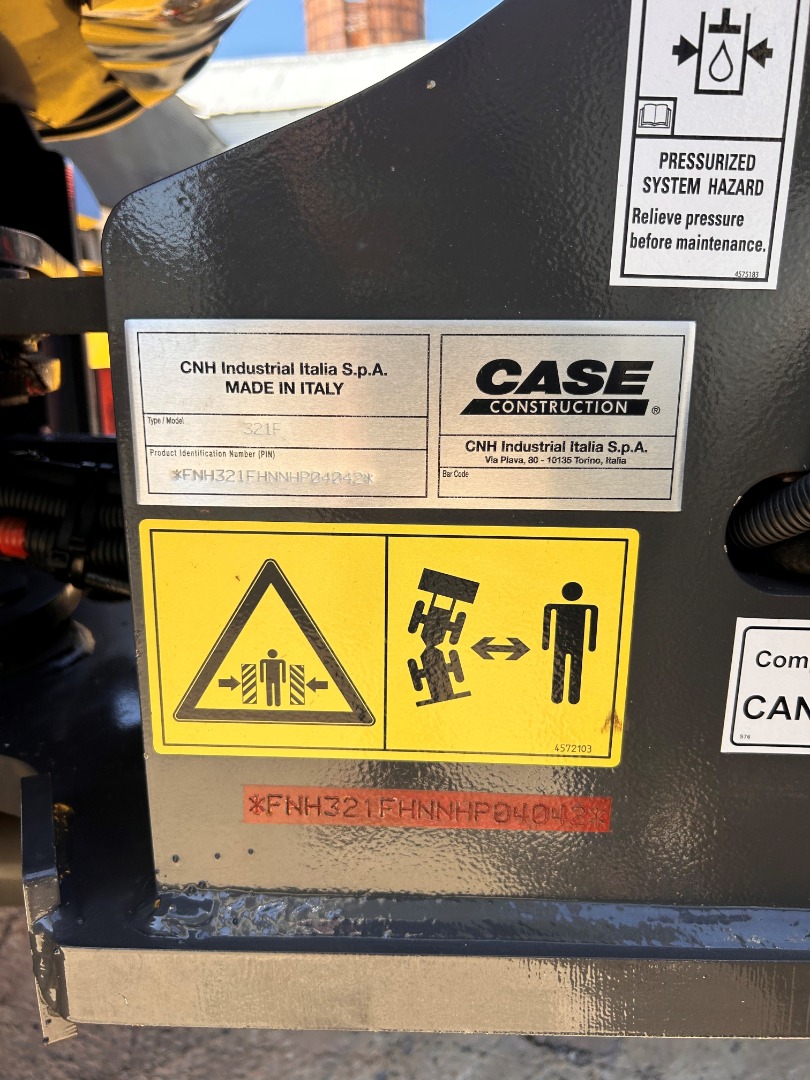 PRESSURIZED
SYSTEM HAZARD
Relieve pressure
before maintenance.
4575183
CNH Industrial Italia S.p.A.
MADE IN ITALY
Type / Model
321F
Product Identification Number (PIN)
*FNH321FHNNHP04042*
CASE
CONSTRUCTION ®
CNH Industrial Italia S.p.A.
Via Plava, 80 - 10135 Torino, Italia
Bar Code
4572103
Com
CAN
*FNH321FHNNHP04042*